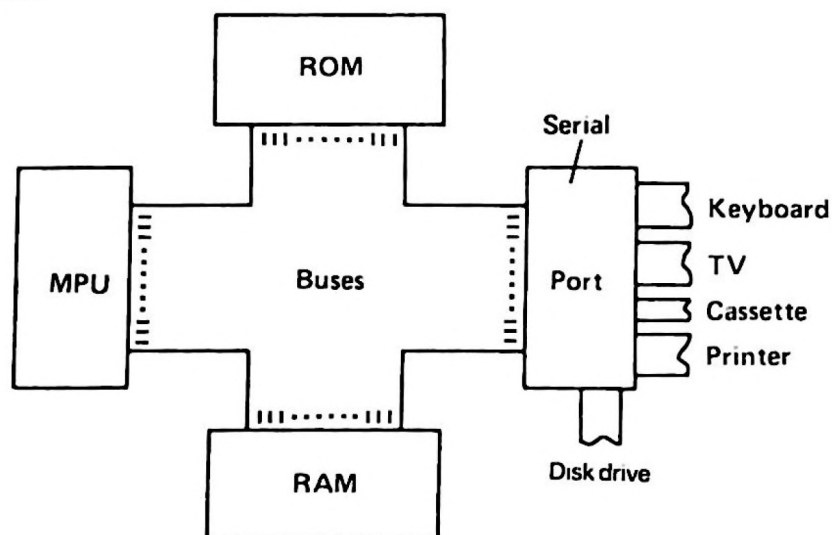 ROM
Serial
Keyboard
MPU
Buses
Port
TV
Cassette
Printer
RAM
Disk drive